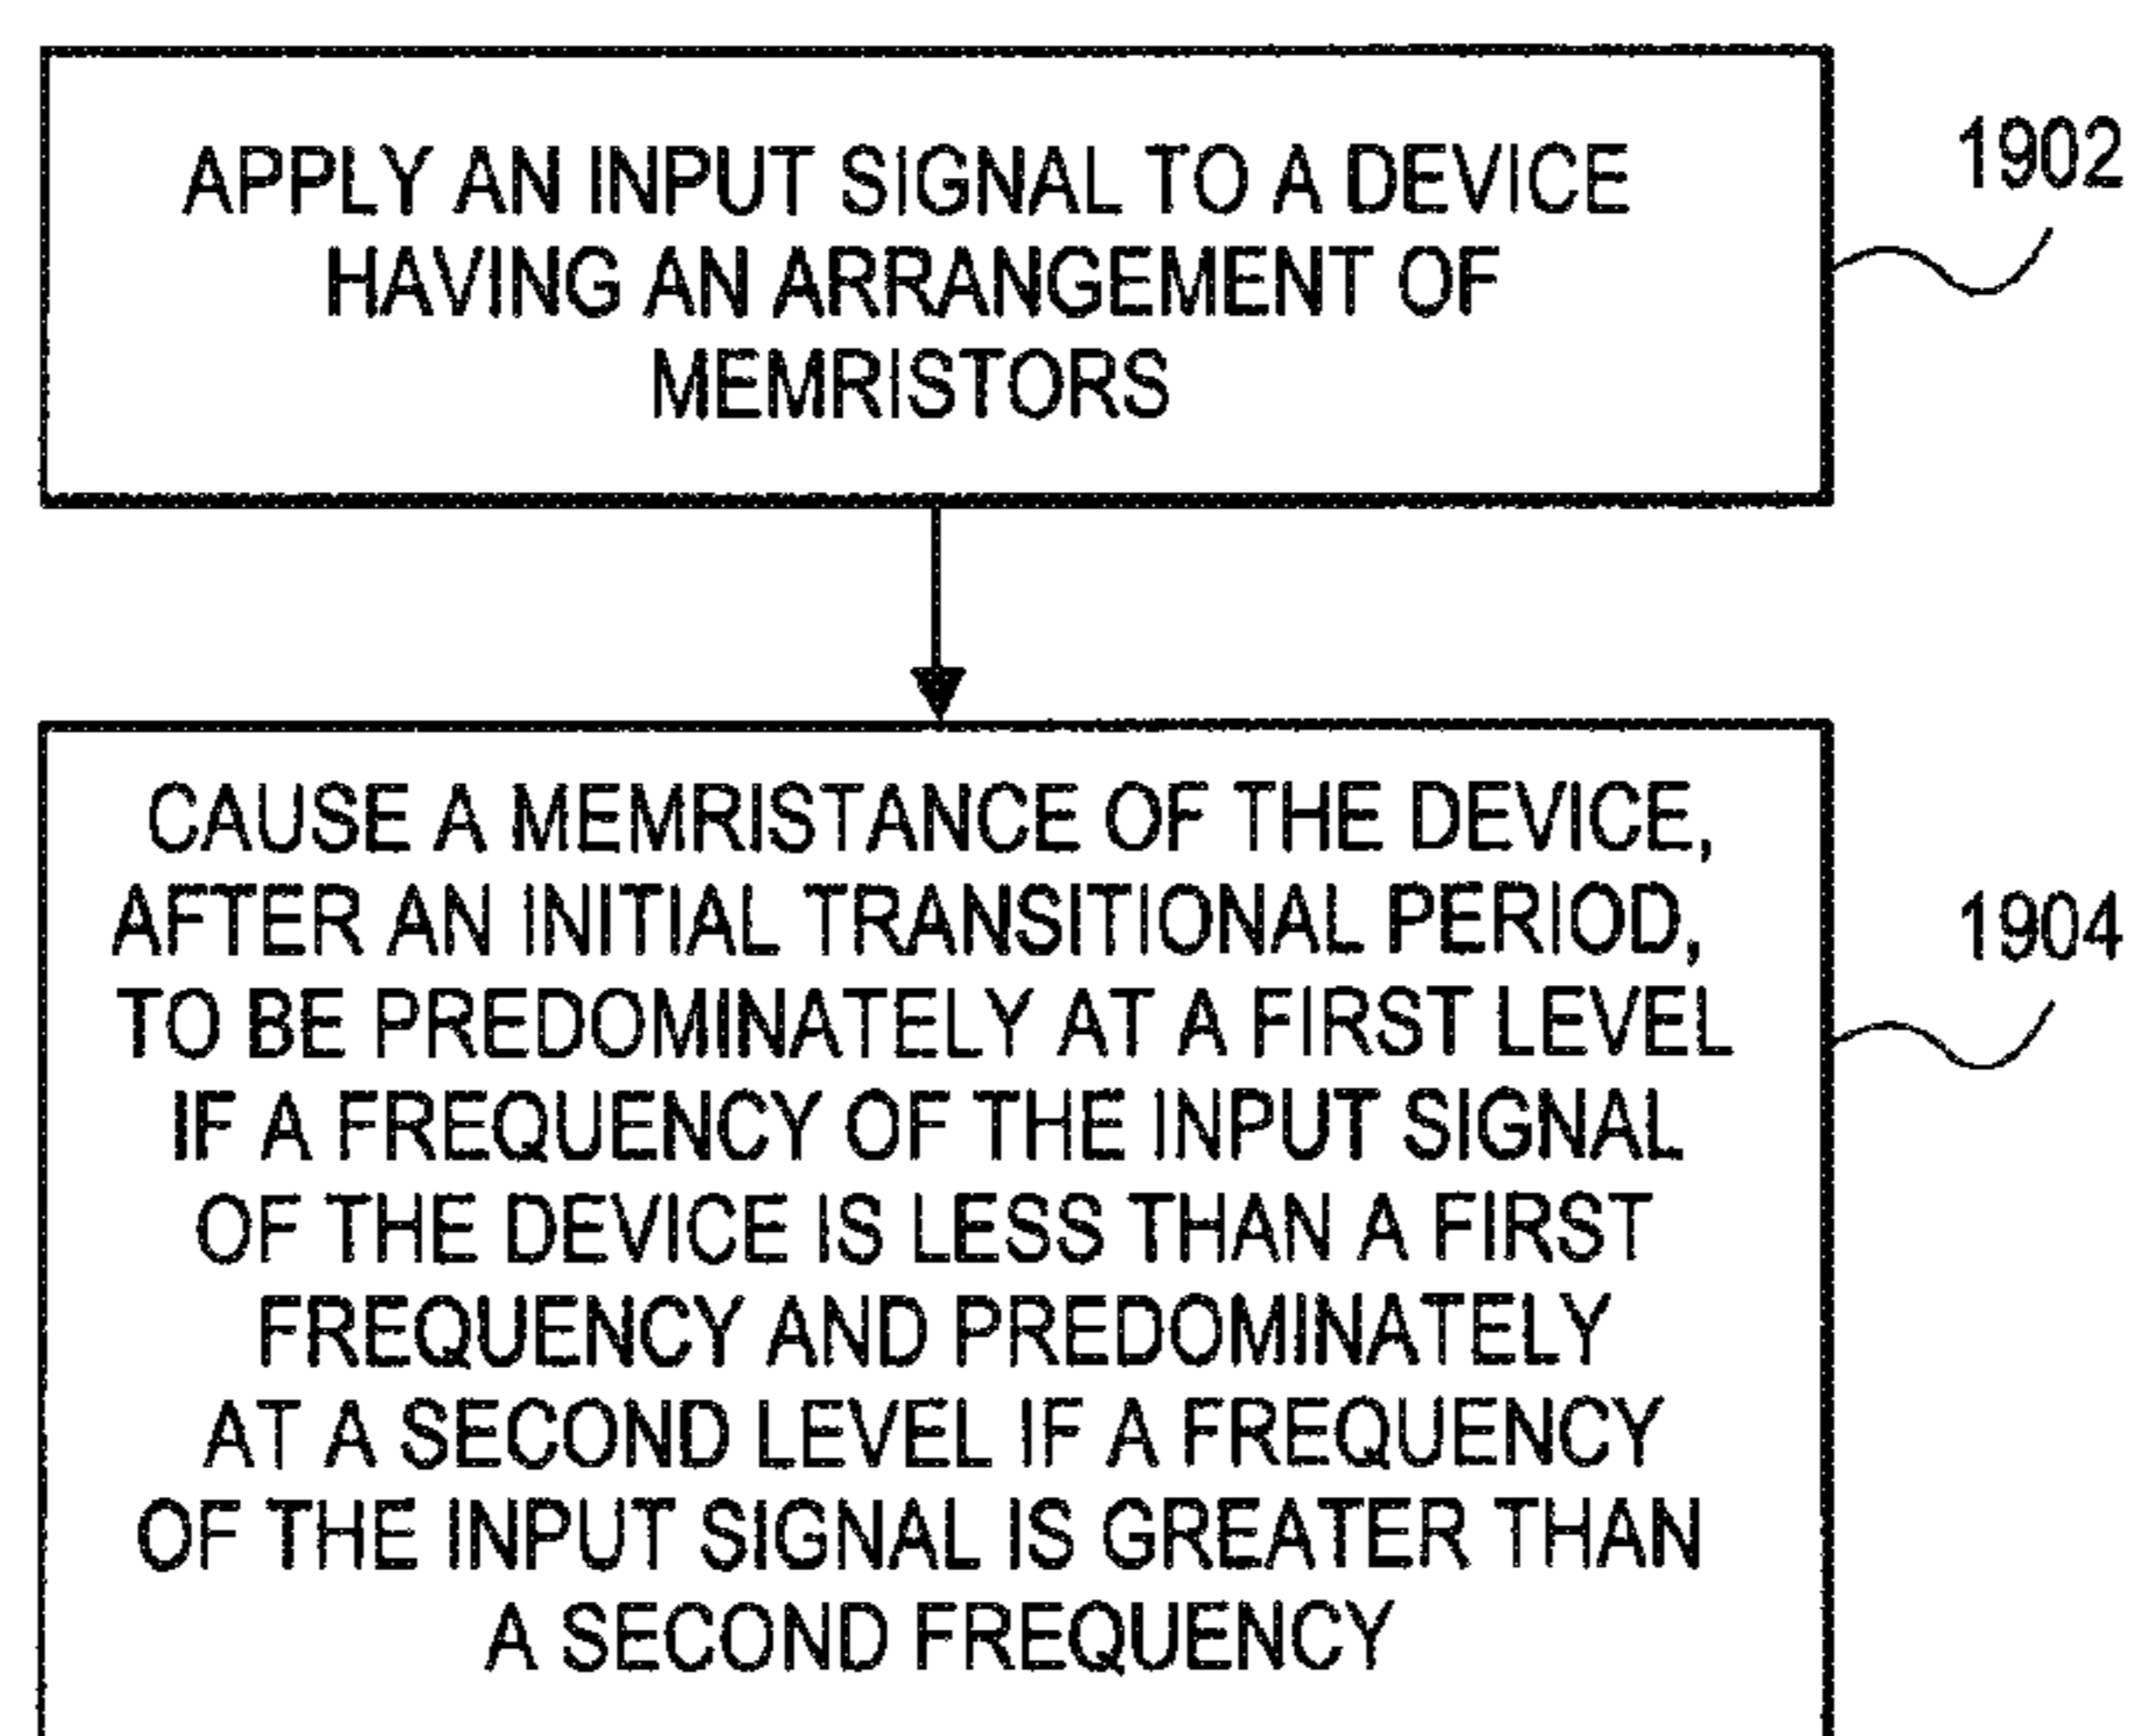 APPLY AN INPUT SIGNAL TO A DEVICE
HAVING AN ARRANGEMENT OF
MEMRISTORS
1902
CAUSE A MEMRISTANCE OF THE DEVICE,
AFTER AN INITIAL TRANSITIONAL PERIOD,
TO BE PREDOMINATELY AT A FIRST LEVEL
IF A FREQUENCY OF THE INPUT SIGNAL
OF THE DEVICE IS LESS THAN A FIRST
FREQUENCY AND PREDOMINATELY
AT A SECOND LEVEL IF A FREQUENCY
OF THE INPUT SIGNAL IS GREATER THAN
A SECOND FREQUENCY
1904